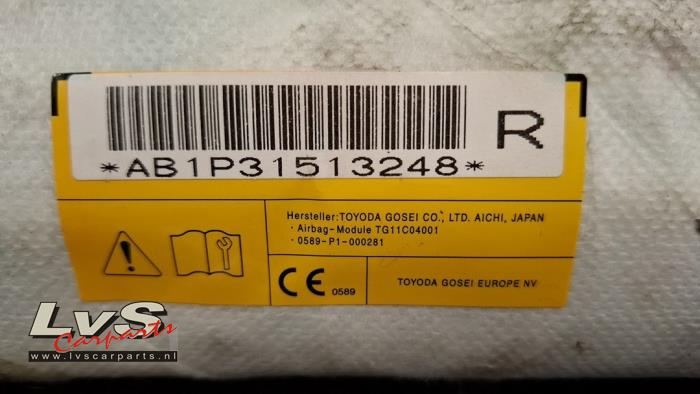 *AB1P31513248*
R
Hersteller:TOYODA GOSEI CO., LTD. AICHI, JAPAN
· Airbag-Module TG11C04001
· 0589-P1-000281
CE 0589
TOYODA GOSEI EUROPE NV
LvS
Carparts
www.lvscarparts.nl